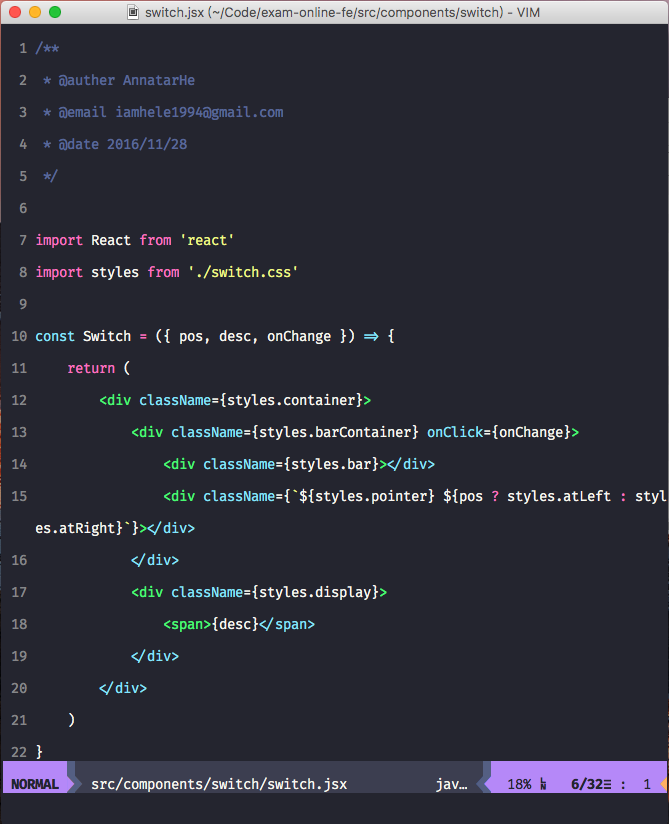 switch.jsx (~/Code/exam-online-fe/src/components/switch) - VIM
1 /**
2  * @auther AnnatarHe
3  * @email iamhele1994@gmail.com
4  * @date 2016/11/28
5  */
6
7 import React from 'react'
8 import styles from './switch.css'
9
10 const Switch = ({ pos, desc, onChange }) => {
11     return (
12         <div className={styles.container}>
13             <div className={styles.barContainer} onClick={onChange}>
14                 <div className={styles.bar}></div>
15                 <div className={`${styles.pointer} ${pos ? styles.atLeft : styl
es.atRight}`}></div>
16             </div>
17             <div className={styles.display}>
18                 <span>{desc}</span>
19             </div>
20         </div>
21     )
22 }
NORMAL src/components/switch/switch.jsx jav… 18% ␤ 6/32☰ : 1